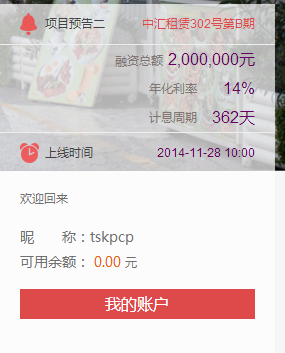 项目预告二 中汇租赁302号第B期
融资总额 2,000,000元
年化利率 14%
计息周期 362天
上线时间 2014-11-28 10:00
欢迎回来
昵 称：tskpcp
可用余额： 0.00 元
我的账户